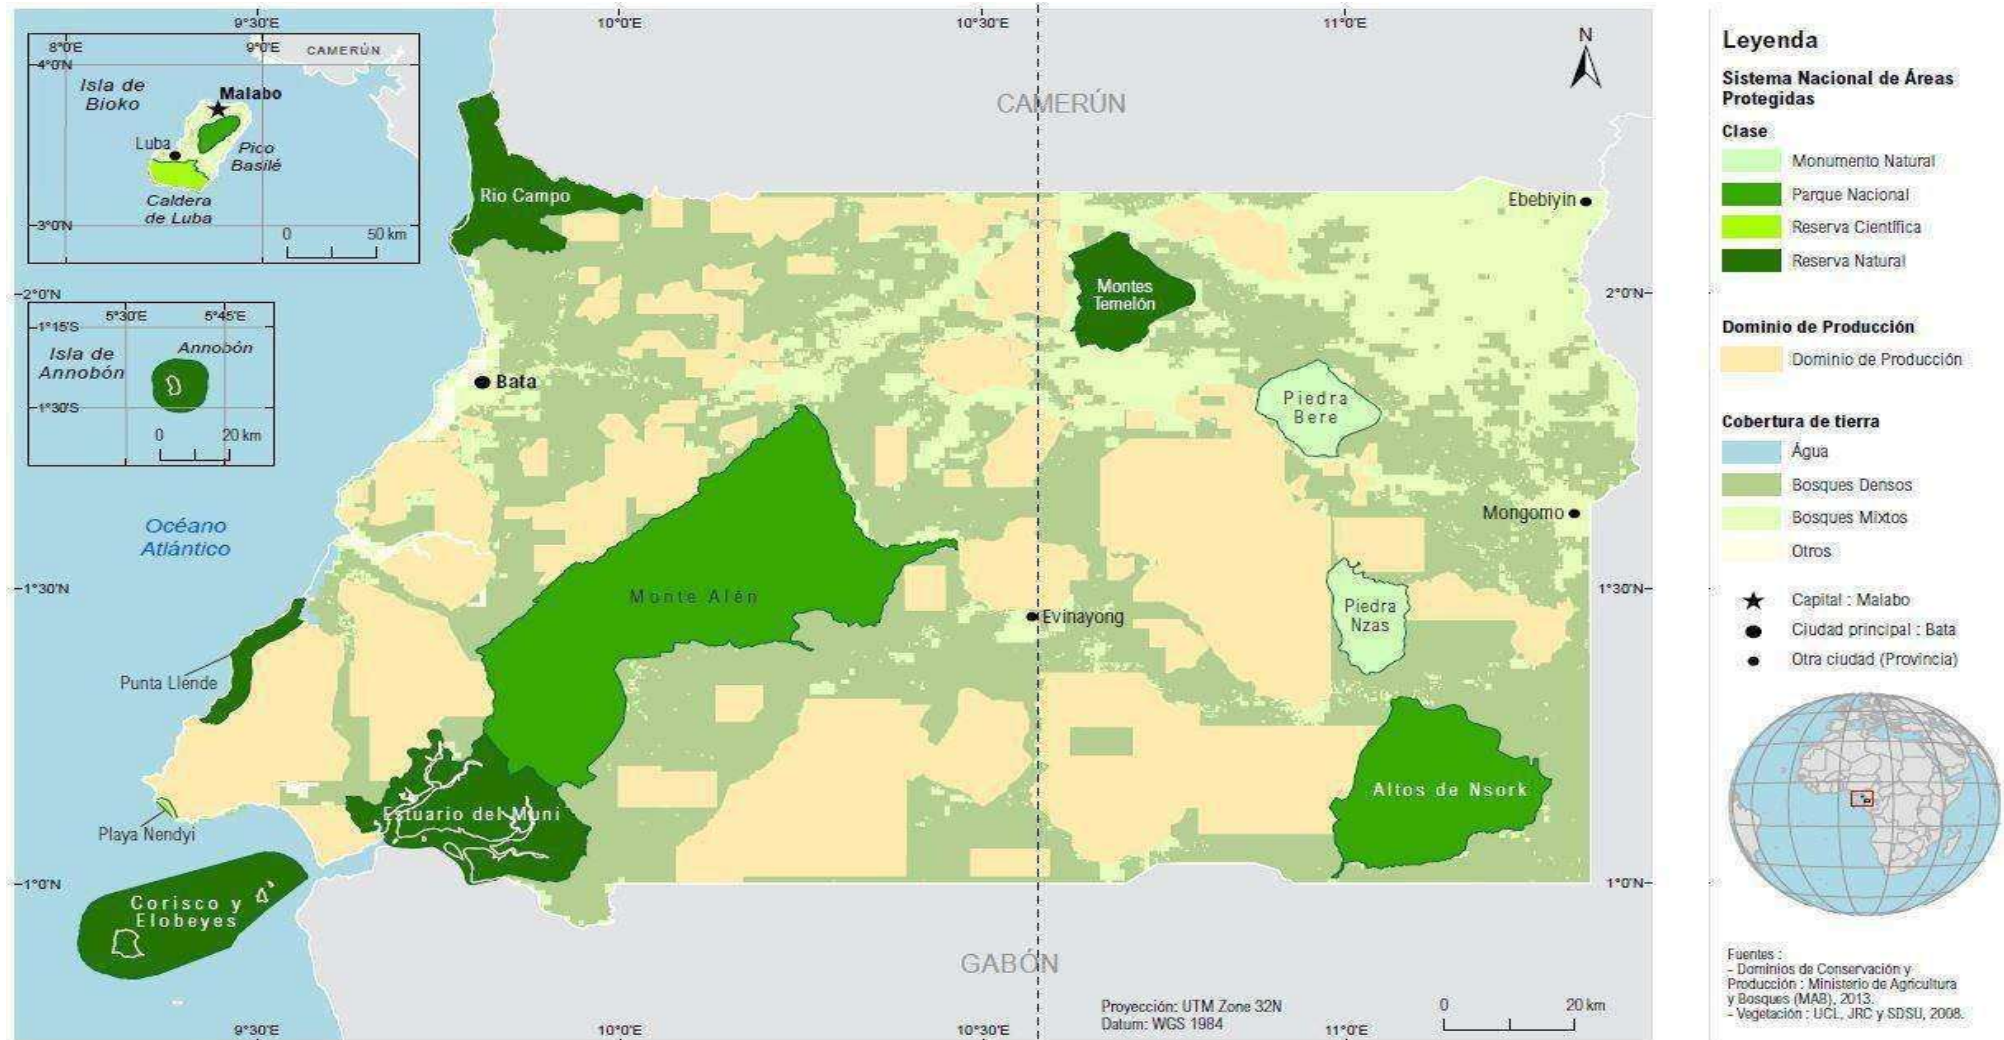 9°30'E
10°0'E
10°30'E
11°0'E
8°0'E
9°0'E
CAMERÚN
4°0'N
Isla de
Bioko
Malabo
Luba
Pico
Basilé
Caldera
de Luba
3°0'N
0
50 km
2°0'N
5°30'E
5°45'E
1°15'S
Isla de
Annobón
Annobón
1°30'S
0
20 km
CAMERÚN
N
Rio Campo
Ebebiyin
Montes
Temelón
2°0'N
Bata
Piedra
Bere
Mongomo
Océano
Atlántico
1°30'N
Monte Alén
Evinayong
Piedra
Nzas
1°30'N
Punta Llende
Altos de Nsork
Estuario del Muni
Playa Nendyi
1°0'N
1°0'N
Corisco y
Elobeyes
GABÓN
Proyección: UTM Zone 32N
Datum: WGS 1984
0
20 km
9°30'E
10°0'E
10°30'E
11°0'E
Leyenda
Sistema Nacional de Áreas
Protegidas
Clase
Monumento Natural
Parque Nacional
Reserva Científica
Reserva Natural
Dominio de Producción
Dominio de Producción
Cobertura de tierra
Água
Bosques Densos
Bosques Mixtos
Otros
Capital : Malabo
Ciudad principal : Bata
Otra ciudad (Provincia)
Fuentes :
- Dominios de Conservación y
Producción : Ministerio de Agricultura
y Bosques (MAB), 2013.
- Vegetación : UCL, JRC y SDSU, 2008.